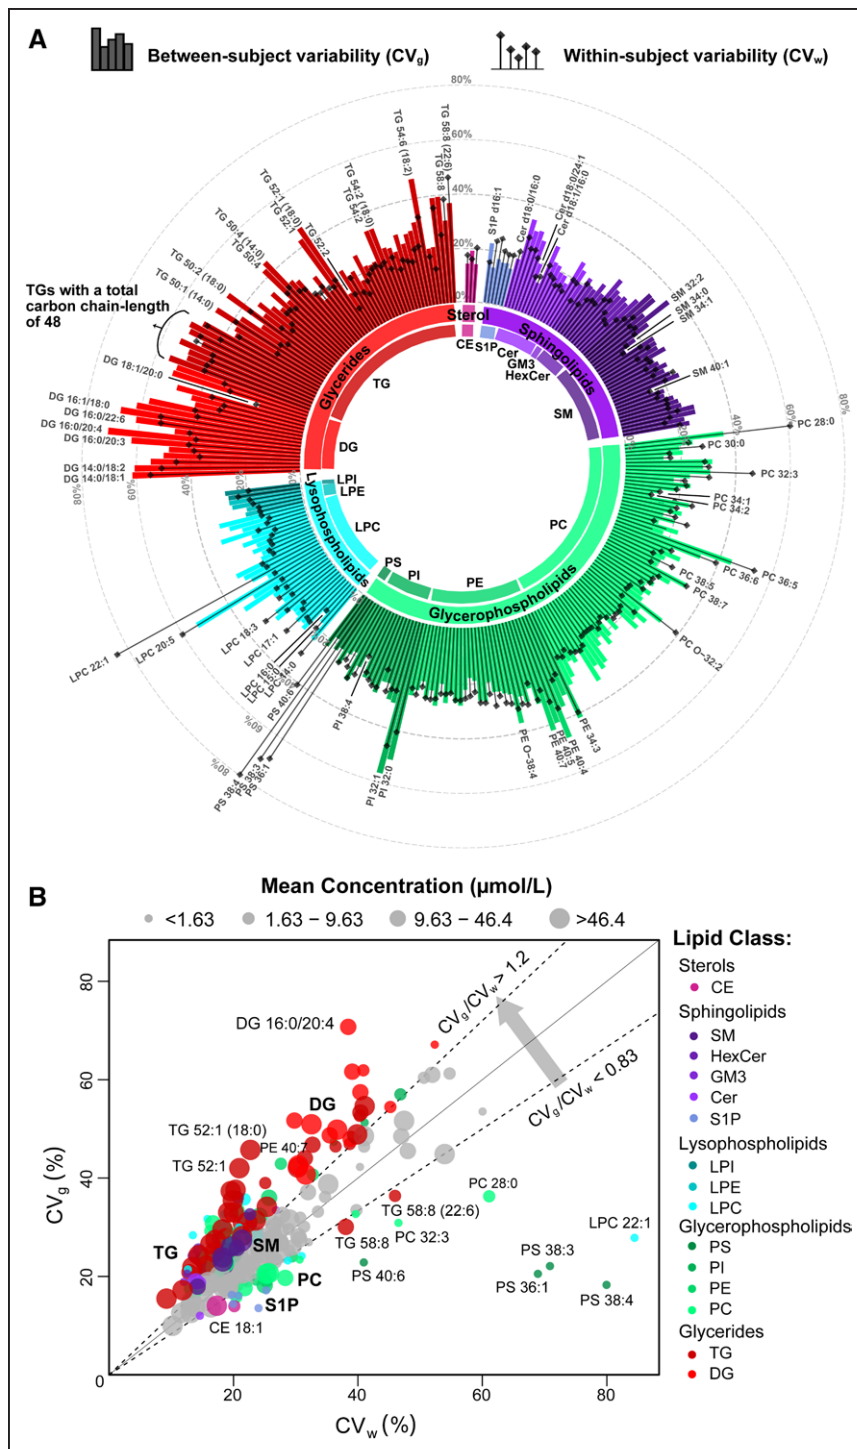 A
Between-subject variability (CVg)
Within-subject variability (CVw)
80%
60%
40%
20%
0%
TG 54:6 (18:2)
TG 58:8 (22:6)
TG 58:8
TG 54:2 (18:0)
TG 54:2
TG 52:1 (18:0)
TG 52:1
TG 52:2
TG 50:4 (14:0)
TG 50:4
TG 50:2 (18:0)
TG 50:1 (14:0)
TGs with a total
carbon chain-length
of 48
DG 18:1/20:0
DG 16:1/18:0
DG 16:0/22:6
DG 16:0/20:4
DG 16:0/20:3
DG 14:0/18:2
DG 14:0/18:1
S1P d16:1
Cer d18:0/16:0
Cer d18:0/24:1
Cer d18:1/16:0
SM 32:2
SM 34:0
SM 34:1
SM 40:1
Sterol
Sphingolipids
Glycerides
CE
S1P
Cer
GM3
HexCer
SM
TG
DG
LPI
LPE
LPC
PS
PI
PE
PC
Lysophospholipids
Glycerophospholipids
80%
60%
40%
20%
20%
40%
60%
80%
PC 28:0
PC 30:0
PC 32:3
PC 34:1
PC 34:2
PC 36:5
PC 36:6
PC 38:5
PC 38:7
PC O-32:2
PE 34:3
PE 40:4
PE 40:5
PE 40:7
PE O-38:4
PI 32:0
PI 32:1
PI 38:4
PS 36:1
PS 38:3
PS 38:4
PS 40:6
LPC 14:0
LPC 15:0
LPC 16:0
LPC 17:1
LPC 18:3
LPC 20:5
LPC 22:1
60%
80%
B
Mean Concentration (μmol/L)
<1.63
1.63 – 9.63
9.63 – 46.4
>46.4
CVg/CVw > 1.2
CVg/CVw < 0.83
DG 16:0/20:4
DG
TG 52:1 (18:0)
PE 40:7
TG 52:1
PC 28:0
TG 58:8 (22:6)
TG 58:8
PC 32:3
LPC 22:1
TG
SM
PS 38:3
PS 40:6
PC
PS 36:1
PS 38:4
S1P
CE 18:1
80
60
40
20
0
20
40
60
80
CVg (%)
CVw (%)
Lipid Class:
Sterols
CE
Sphingolipids
SM
HexCer
GM3
Cer
S1P
Lysophospholipids
LPI
LPE
LPC
Glycerophospholipids
PS
PI
PE
PC
Glycerides
TG
DG